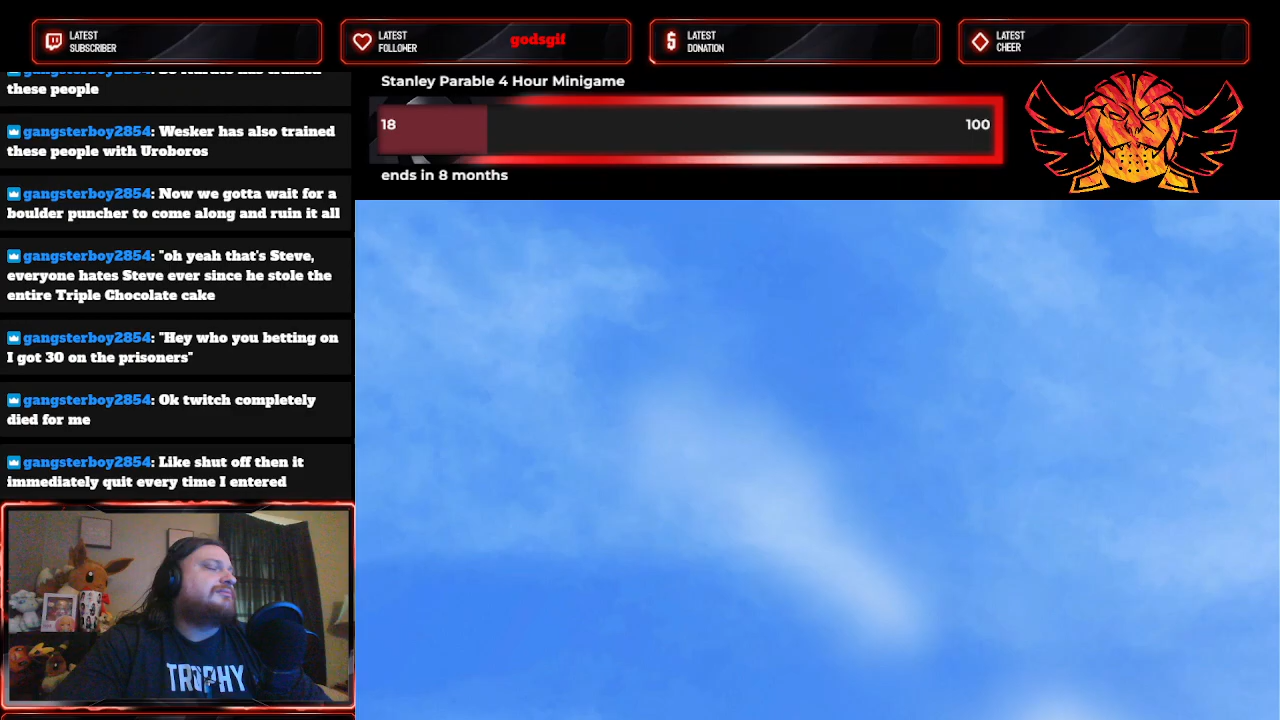 LATEST
SUBSCRIBER
LATEST
FOLLOWER
godsgif
LATEST
DONATION
LATEST
CHEER
these people
gangsterboy2854: Wesker has also trained
these people with Uroboros
gangsterboy2854: Now we gotta wait for a
boulder puncher to come along and ruin it all
gangsterboy2854: "oh yeah that's Steve,
everyone hates Steve ever since he stole the
entire Triple Chocolate cake
gangsterboy2854: "Hey who you betting on
I got 30 on the prisoners"
gangsterboy2854: Ok twitch completely
died for me
gangsterboy2854: Like shut off then it
immediately quit every time I entered
Stanley Parable 4 Hour Minigame
18
100
ends in 8 months
TROPHY